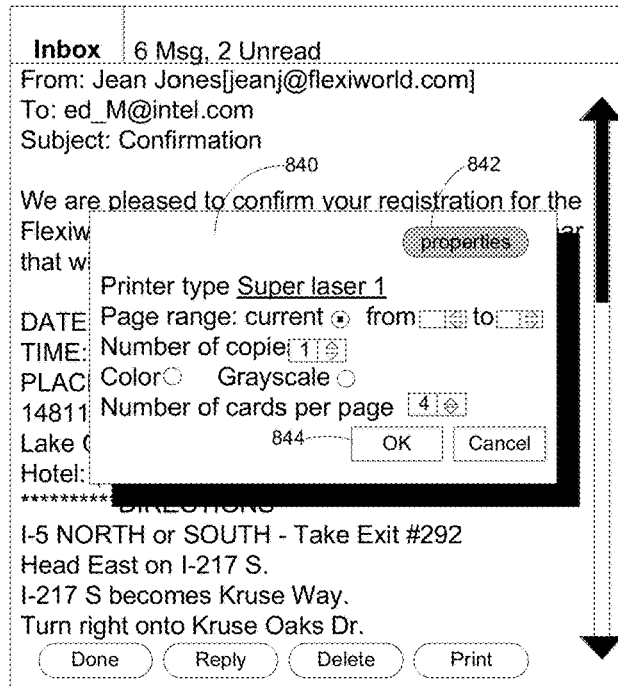 Inbox 6 Msg, 2 Unread
From: Jean Jones[jeanj@flexiworld.com]
To: ed_M@intel.com
Subject: Confirmation
840 842
We are pleased to confirm your registration for the
Flexiw ar
properties
that w
Printer type Super laser 1
DATE Page range: current from to
TIME: Number of copie 1
PLAC Color Grayscale
14811 Number of cards per page 4
Lake 844 OK Cancel
Hotel:
********** DIRECTIONS
I-5 NORTH or SOUTH - Take Exit #292
Head East on I-217 S.
I-217 S becomes Kruse Way.
Turn right onto Kruse Oaks Dr.
Done Reply Delete Print